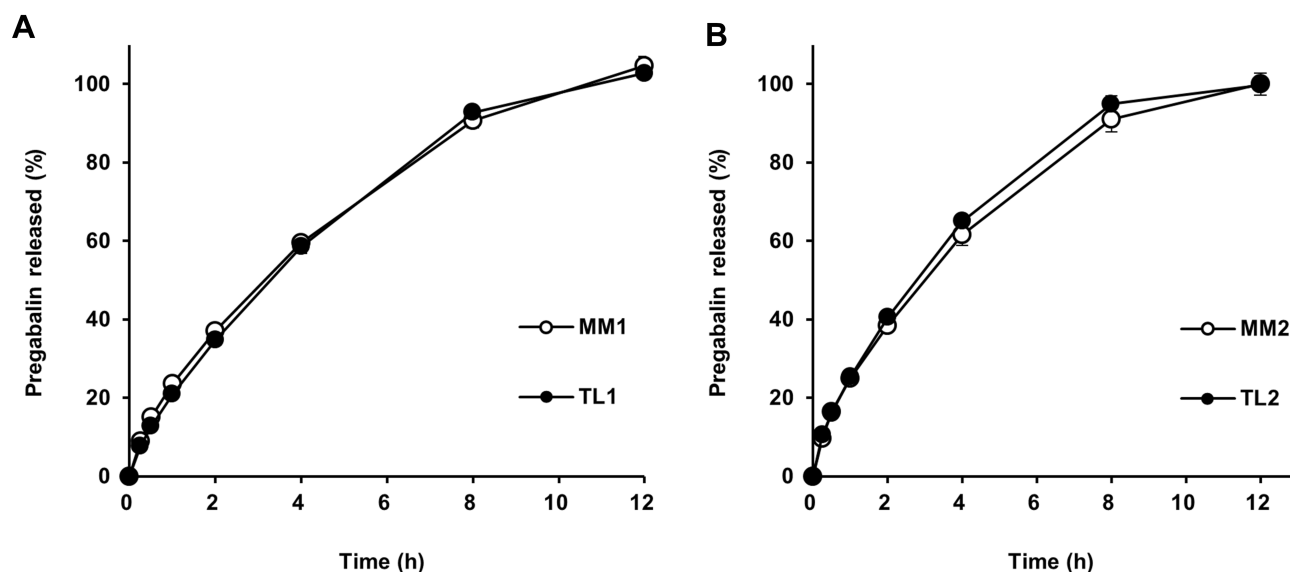 A
Pregabalin released (%)
100
80
60
40
20
0
0 2 4 6 8 10 12
Time (h)
MM1
TL1
B
Pregabalin released (%)
100
80
60
40
20
0
0 2 4 6 8 10 12
Time (h)
MM2
TL2